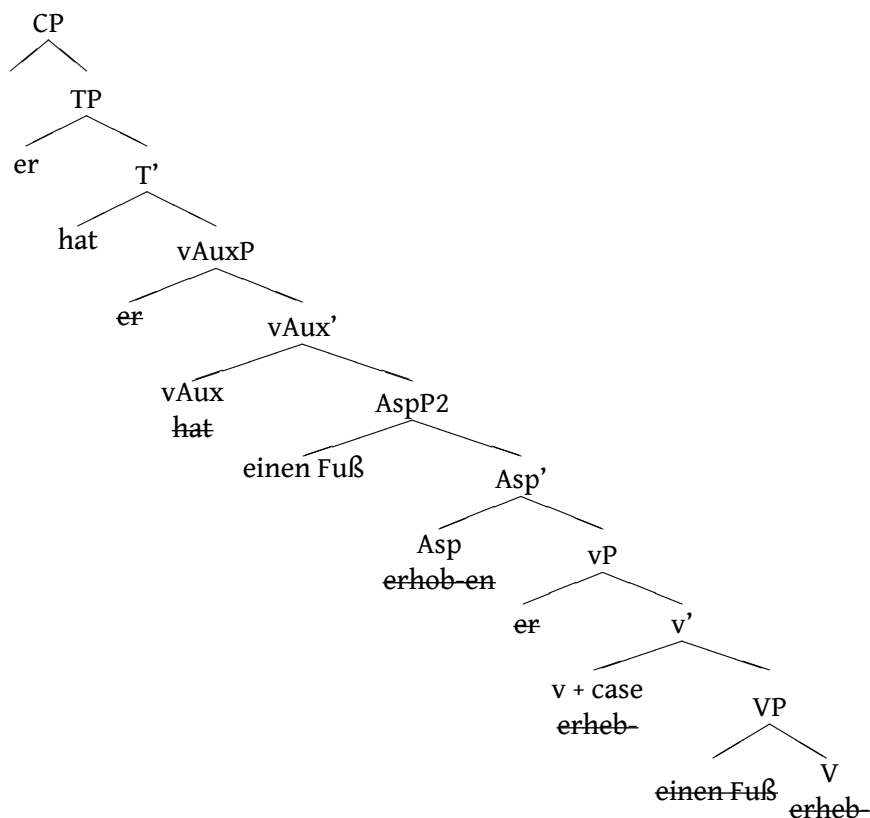 CP
TP
er
T’
hat
vAuxP
er
vAux’
vAux
hat
AspP2
einen Fuß
Asp’
Asp
erhob-en
vP
er
v’
v + case
erheb-
VP
einen Fuß
V
erheb-